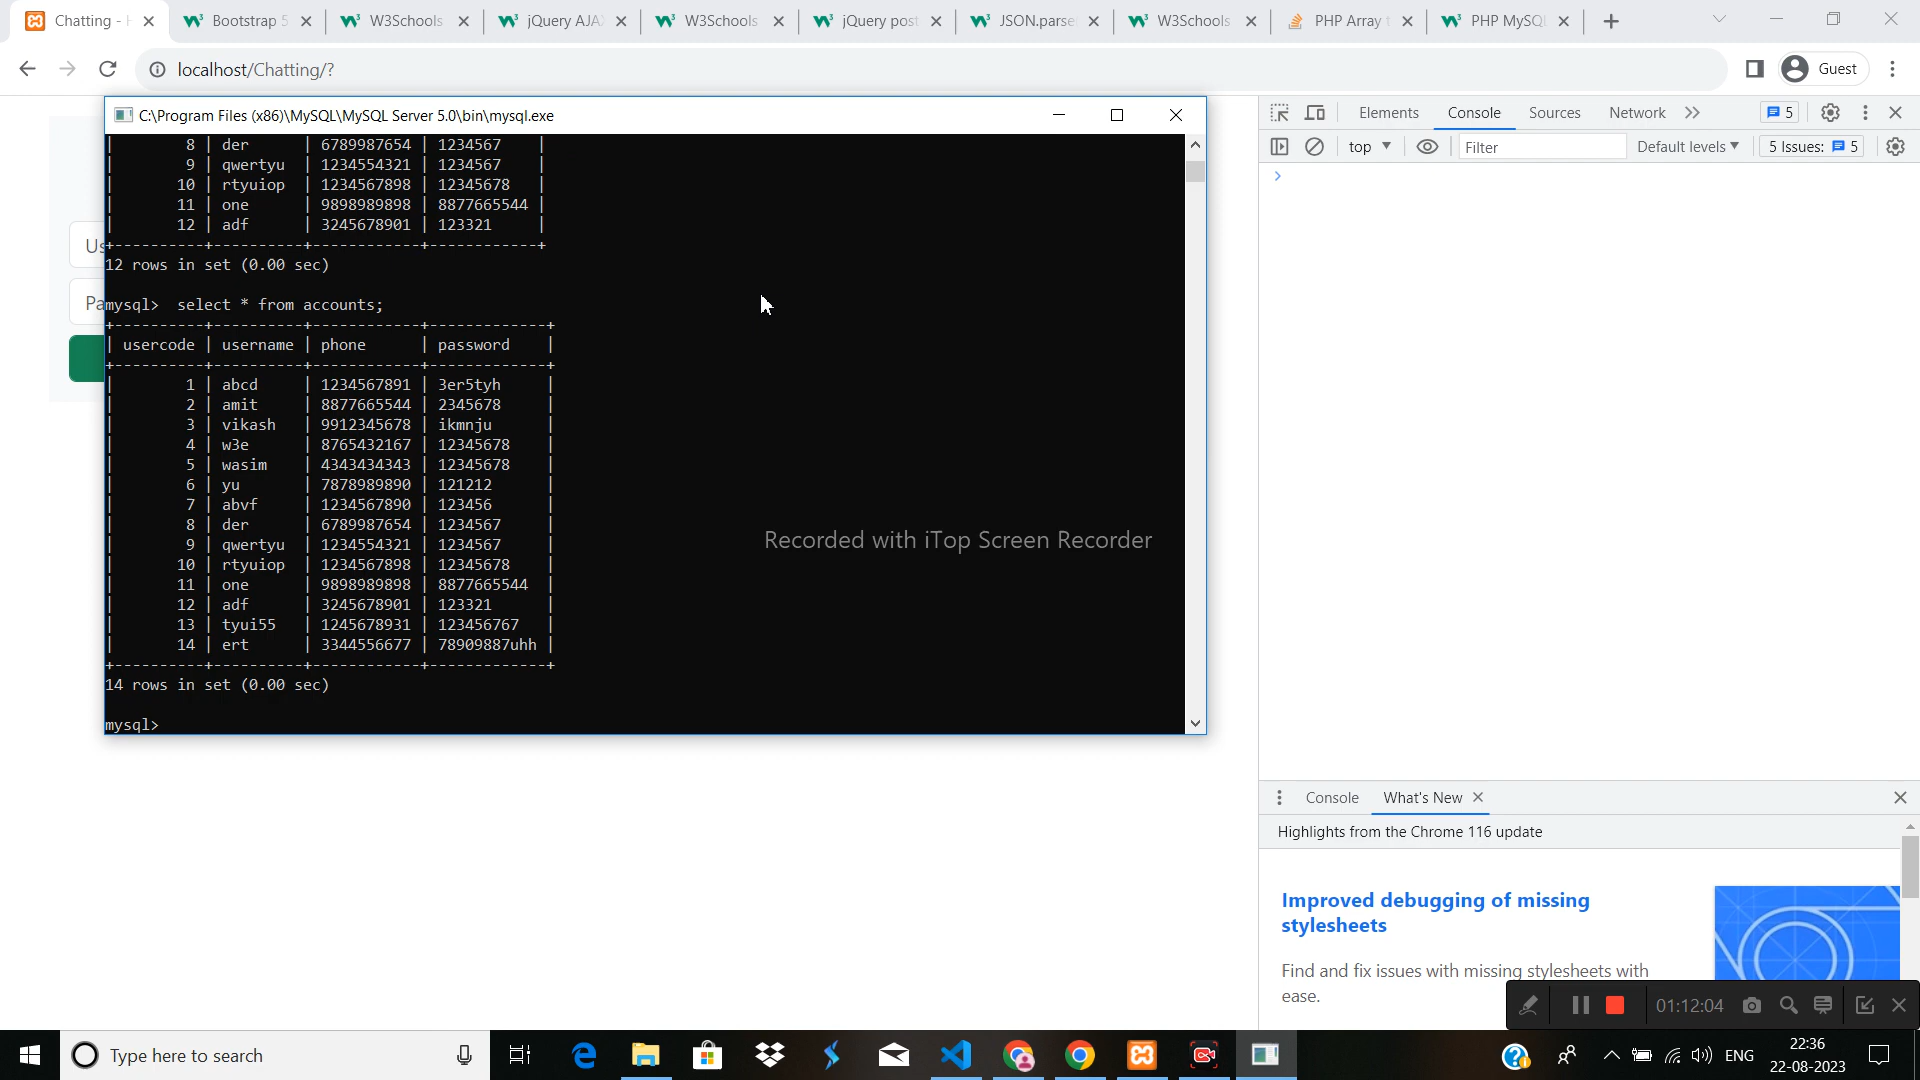 Chatting - H
Bootstrap 5
W3Schools
jQuery AJAX
W3Schools
jQuery post
JSON.parse
W3Schools
PHP Array t
PHP MySQL
localhost/Chatting/?
Guest
C:\Program Files (x86)\MySQL\MySQL Server 5.0\bin\mysql.exe
| 8 | der | 6789987654 | 1234567 |
| 9 | qwertyu | 1234554321 | 1234567 |
| 10 | rtyuiop | 1234567898 | 12345678 |
| 11 | one | 9898989898 | 8877665544 |
| 12 | adf | 3245678901 | 123321 |
+----------+----------+------------+------------+
12 rows in set (0.00 sec)
mysql> select * from accounts;
+----------+----------+------------+-------------+
| usercode | username | phone | password |
+----------+----------+------------+-------------+
| 1 | abcd | 1234567891 | 3er5tyh |
| 2 | amit | 8877665544 | 2345678 |
| 3 | vikash | 9912345678 | ikmnju |
| 4 | w3e | 8765432167 | 12345678 |
| 5 | wasim | 4343434343 | 12345678 |
| 6 | yu | 7878989890 | 121212 |
| 7 | abvf | 1234567890 | 123456 |
| 8 | der | 6789987654 | 1234567 |
| 9 | qwertyu | 1234554321 | 1234567 |
| 10 | rtyuiop | 1234567898 | 12345678 |
| 11 | one | 9898989898 | 8877665544 |
| 12 | adf | 3245678901 | 123321 |
| 13 | tyui55 | 1245678931 | 123456767 |
| 14 | ert | 3344556677 | 78909887uhh |
+----------+----------+------------+-------------+
14 rows in set (0.00 sec)
mysql>
Us
Pa
Recorded with iTop Screen Recorder
Elements
Console
Sources
Network
5
top
Filter
Default levels
5 Issues: 5
Console
What's New
Highlights from the Chrome 116 update
Improved debugging of missing
stylesheets
Find and fix issues with missing stylesheets with
ease.
01:12:04
Type here to search
ENG
22:36
22-08-2023